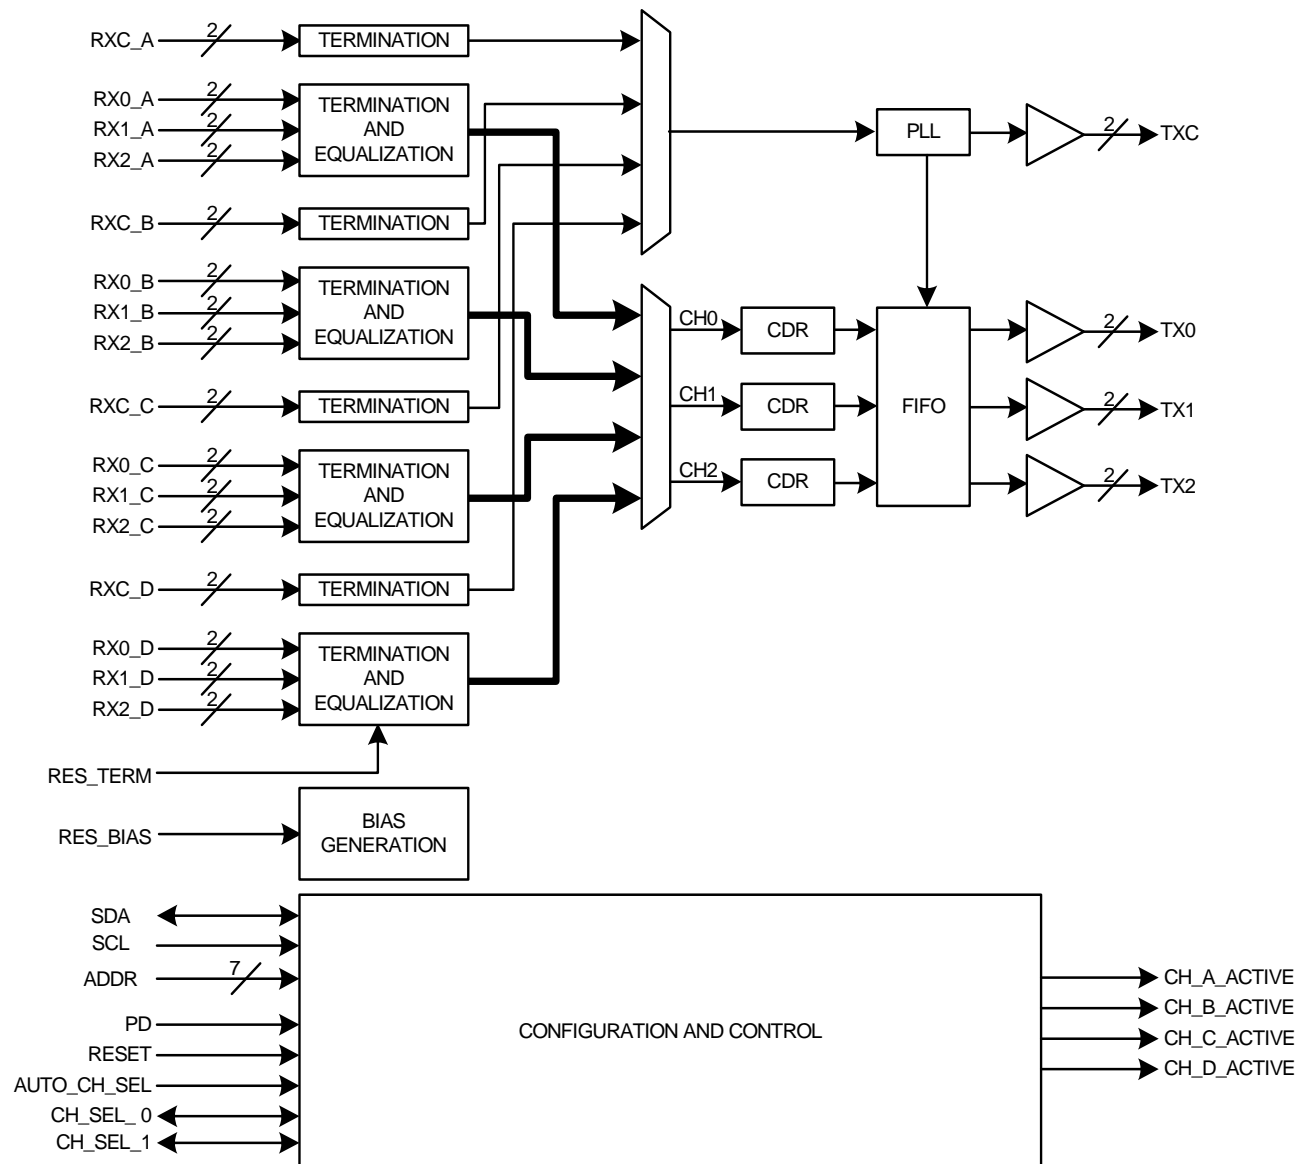 RXC_A
2
TERMINATION
RX0_A
2
RX1_A
2
RX2_A
2
TERMINATION
AND
EQUALIZATION
PLL
2
TXC
RXC_B
2
TERMINATION
RX0_B
2
RX1_B
2
RX2_B
2
TERMINATION
AND
EQUALIZATION
CH0
CDR
2
TX0
RXC_C
2
TERMINATION
CH1
CDR
FIFO
2
TX1
RX0_C
2
RX1_C
2
RX2_C
2
TERMINATION
AND
EQUALIZATION
CH2
CDR
2
TX2
RXC_D
2
TERMINATION
RX0_D
2
RX1_D
2
RX2_D
2
TERMINATION
AND
EQUALIZATION
RES_TERM
RES_BIAS
BIAS
GENERATION
SDA
SCL
ADDR
7
PD
RESET
AUTO_CH_SEL
CH_SEL_ 0
CH_SEL_1
CONFIGURATION AND CONTROL
CH_A_ACTIVE
CH_B_ACTIVE
CH_C_ACTIVE
CH_D_ACTIVE